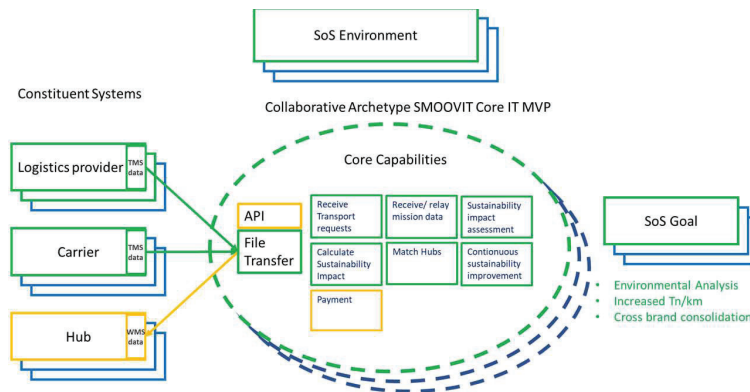 SoS Environment
Constituent Systems
Collaborative Archetype SMOOVIT Core IT MVP
Core Capabilities
Logistics provider
TMS
data
Carrier
TMS
data
Hub
WMS
data
API
File
Transfer
Receive
Transport
requests
Receive/ relay
mission data
Sustainability
impact
assessment
Calculate
Sustainability
Impact
Match Hubs
Contionuous
sustainability
improvement
Payment
SoS Goal
• Environmental Analysis
• Increased Tn/km
• Cross brand consolidation